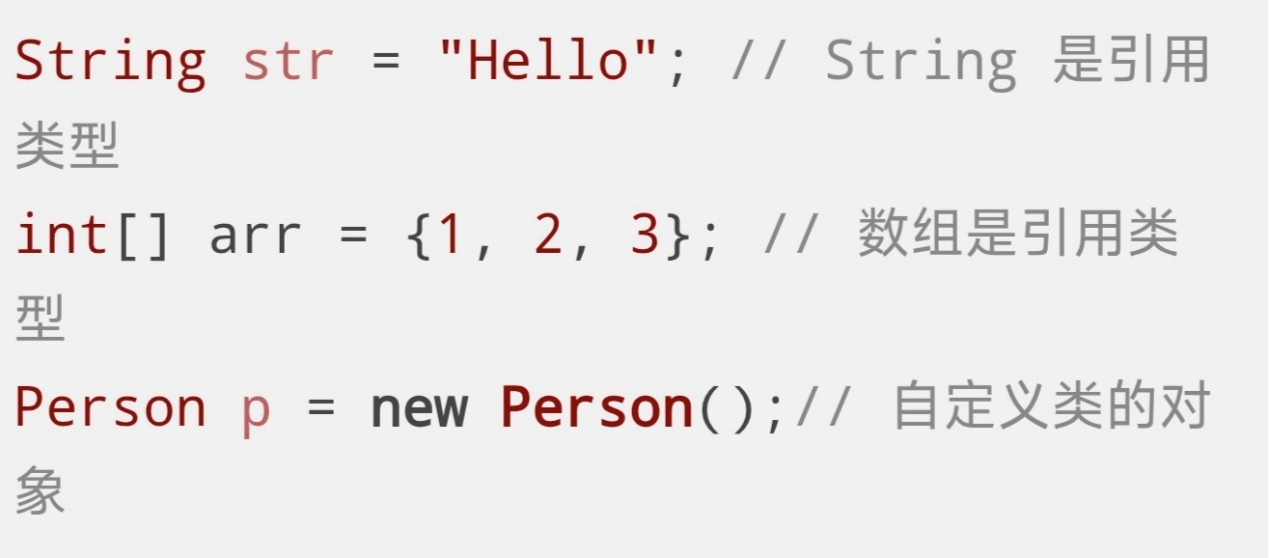 String str = "Hello"; // String 是引用
类型
int[] arr = {1, 2, 3}; // 数组是引用类
型
Person p = new Person();// 自定义类的对
象